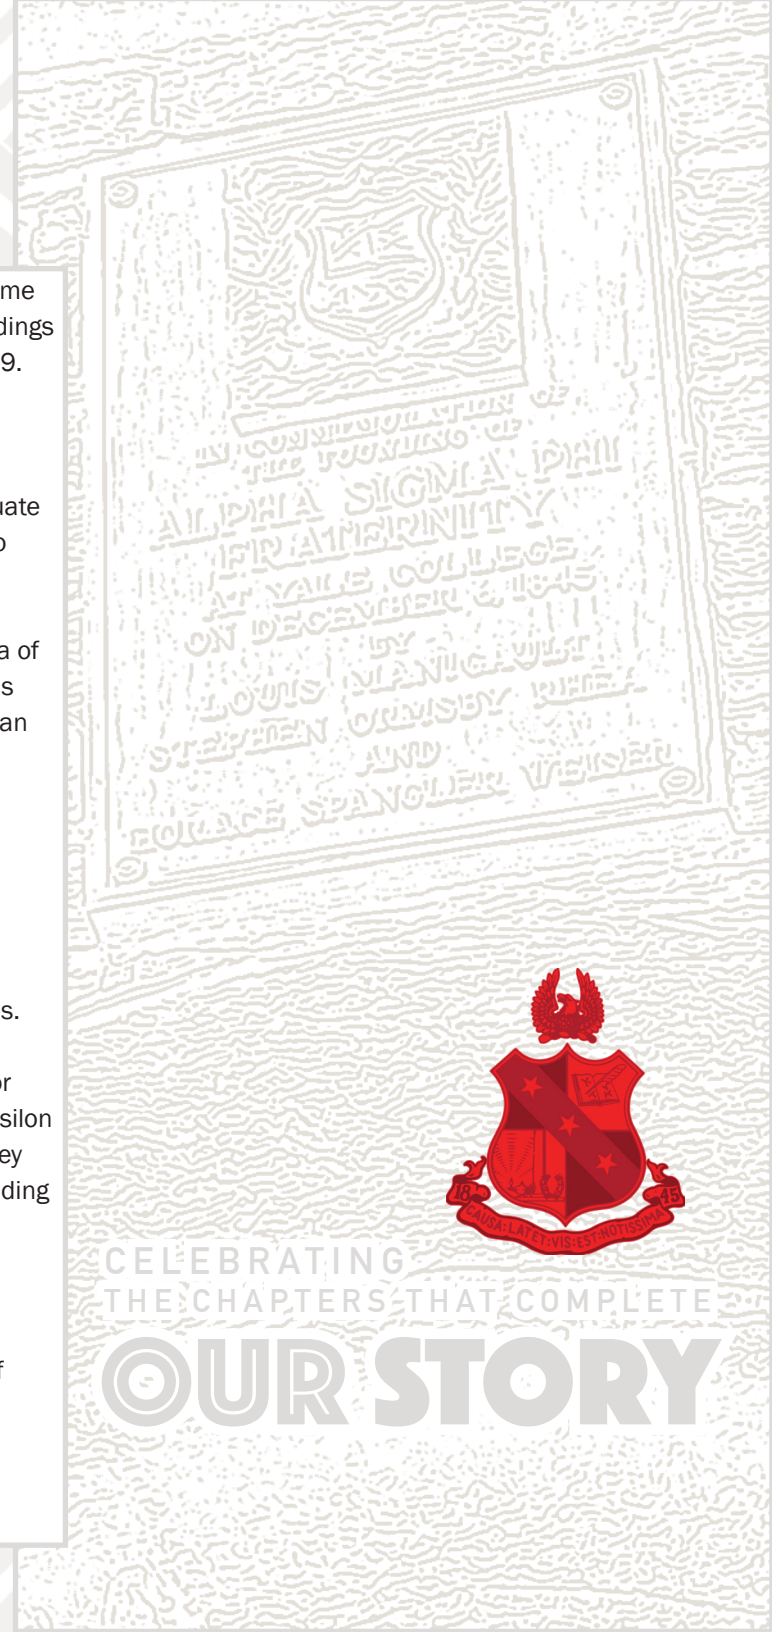 me
dings
9.
uate
o
a of
s
an
s.
or
silon
ey
ding
f
IN COMMEMORATION OF
THE FOUNDING OF
ALPHA SIGMA PHI
FRATERNITY
AT YALE COLLEGE
ON DECEMBER 6, 1845
BY
LOUIS MANIGAULT
STEPHEN ORMSBY RHEA
AND
HORACE SPANGLER WEISER
18 45
CAUSA:LATET:VIS:EST:NOTISSIMA
CELEBRATING
THE CHAPTERS THAT COMPLETE
OUR STORY